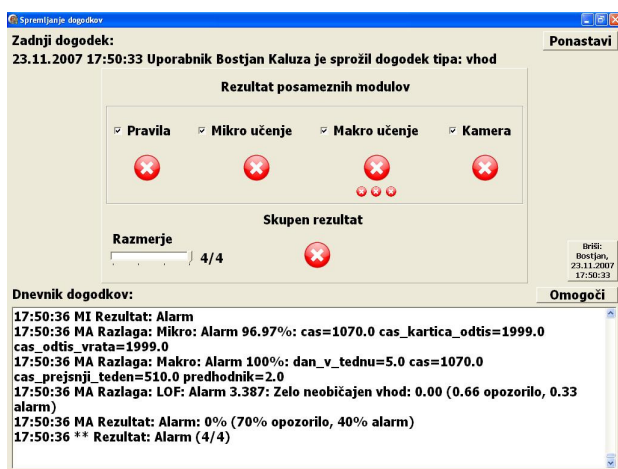 Spremljanje dogodkov
Zadnji dogodek:
Ponastavi
23.11.2007 17:50:33 Uporabnik Bostjan Kaluza je sprožil dogodek tipa: vhod
Rezultat posameznih modulov
Pravila
Mikro učenje
Makro učenje
Kamera
Skupen rezultat
Razmerje
4/4
Briši:
Bostjan,
23.11.2007
17:50:33
Dnevnik dogodkov:
Omogoči
17:50:36 MI Rezultat: Alarm
17:50:36 MA Razlaga: Mikro: Alarm 96.97%: cas=1070.0 cas_kartica_odtis=1999.0
cas_odtis_vrata=1999.0
17:50:36 MA Razlaga: Makro: Alarm 100%: dan_v_tednu=5.0 cas=1070.0
cas_prejsnji_teden=510.0 predhodnik=2.0
17:50:36 MA Razlaga: LOF: Alarm 3.387: Zelo neobičajen vhod: 0.00 (0.66 opozorilo, 0.33
alarm)
17:50:36 MA Rezultat: Alarm: 0% (70% opozorilo, 40% alarm)
17:50:36 ** Rezultat: Alarm (4/4)